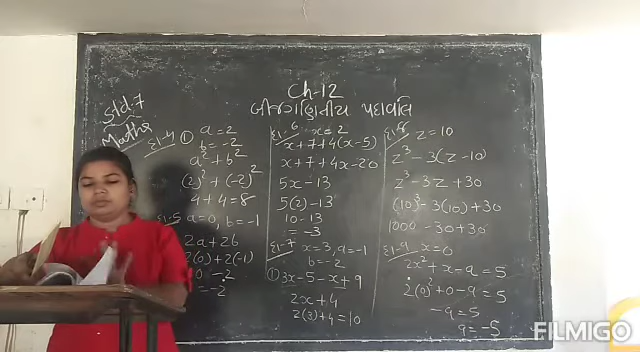 Std. 7
Maths
Ch-12
બીજગણિતીય પદાવલિ
દા-4 ① a = 2
b = -2
a² + b²
(2)² + (-2)²
4 + 4 = 8
દા-5 a = 0, b = -1
2a + 2b
2(0) + 2(-1)
0 - 2
= -2
દા-6 x = 2
x + 7 + 4(x - 5)
x + 7 + 4x - 20
5x - 13
5(2) - 13
10 - 13
= -3
દા-7 x = 3, a = -1
b = -2
① 3x - 5 - x + 9
2x + 4
2(3) + 4 = 10
દા-8 z = 10
z³ - 3(z - 10)
z³ - 3z + 30
(10)³ - 3(10) + 30
1000 - 30 + 30
દા-9 x = 0
2x² + x - a = 5
2(0)² + 0 - a = 5
-a = 5
a = -5
FILMIGO